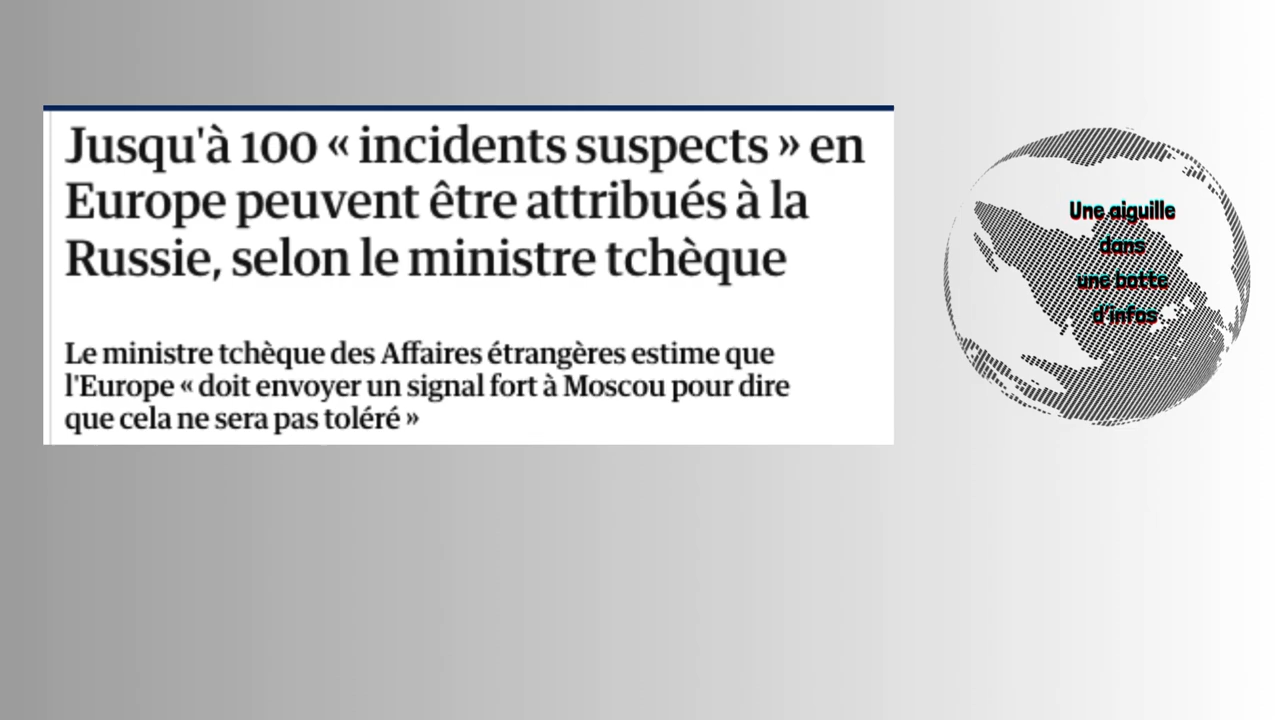 Jusqu'à 100 « incidents suspects » en
Europe peuvent être attribués à la
Russie, selon le ministre tchèque
Le ministre tchèque des Affaires étrangères estime que
l'Europe « doit envoyer un signal fort à Moscou pour dire
que cela ne sera pas toléré »
Une aiguille
dans
une botte
d'infos